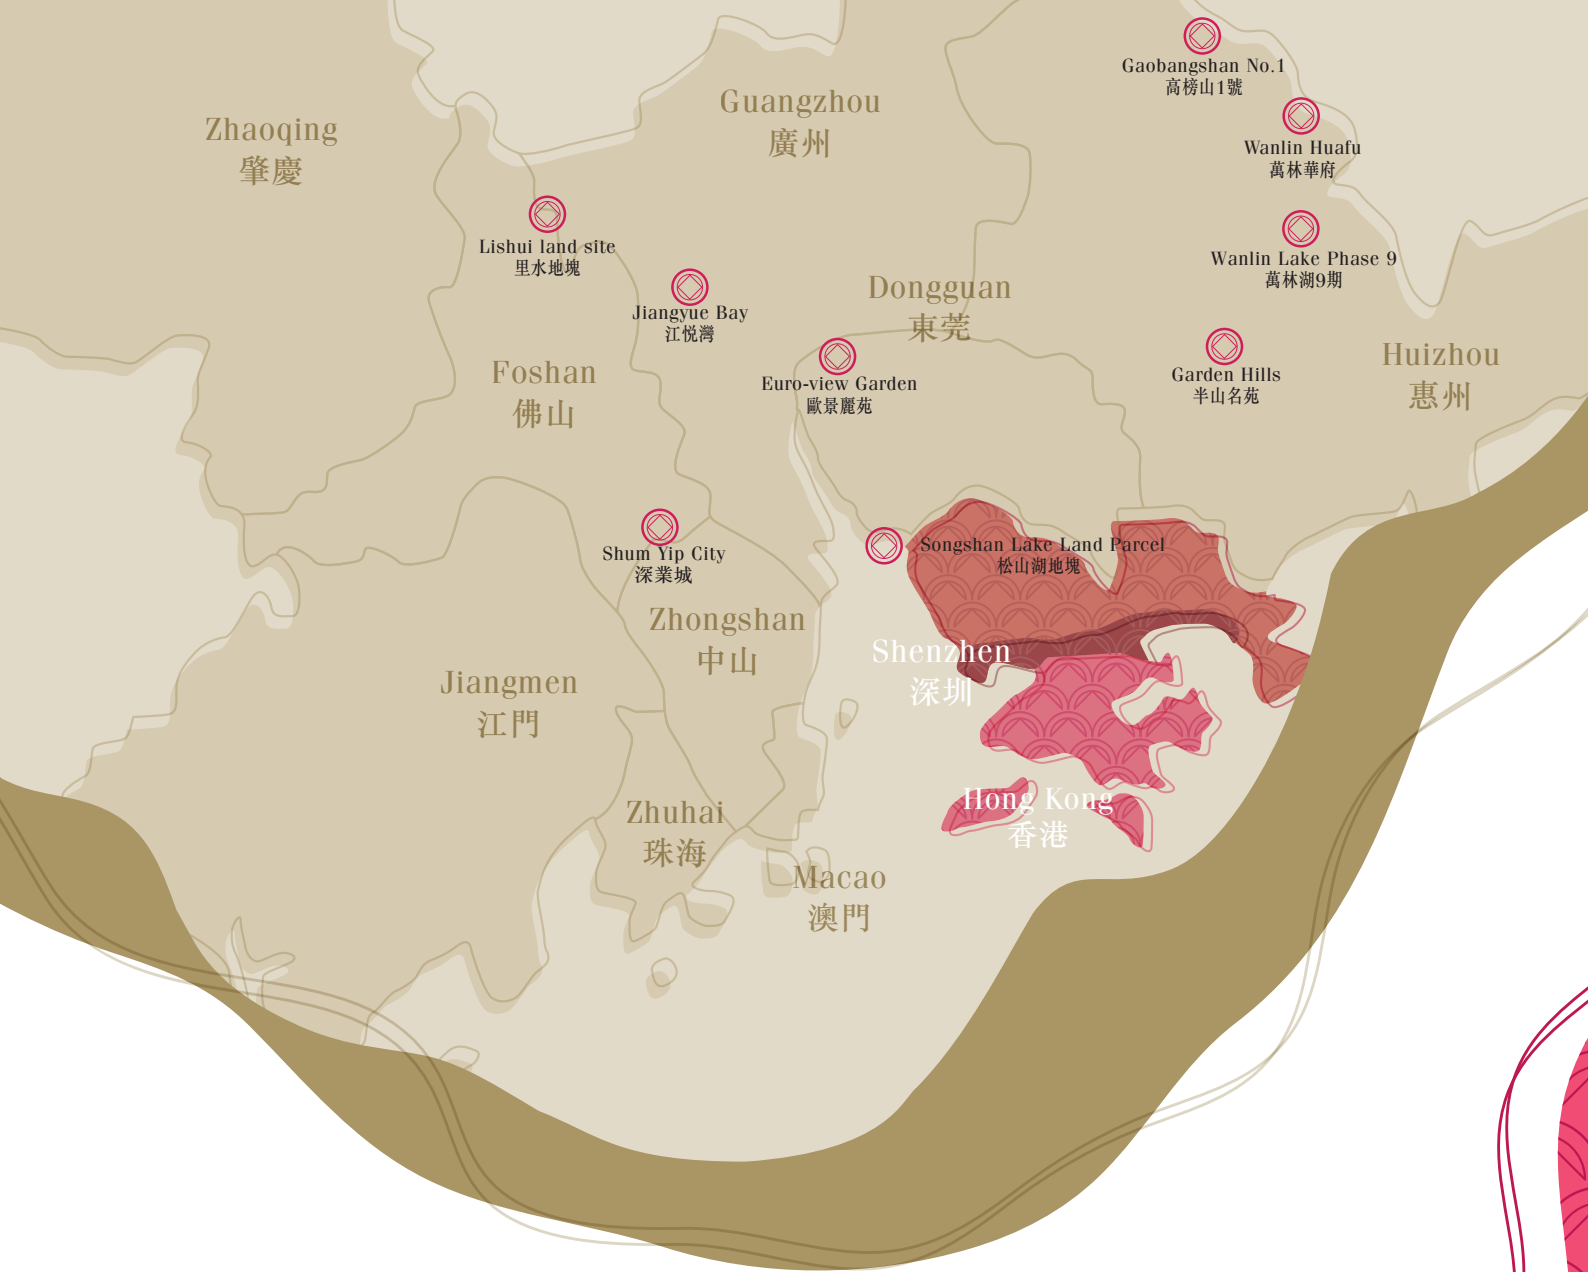 Gaobangshan No.1
高榜山1號
Guangzhou
廣州
Zhaoqing
肇慶
Wanlin Huafu
萬林華府
Lishui land site
里水地塊
Wanlin Lake Phase 9
萬林湖9期
Jiangyue Bay
江悦灣
Dongguan
東莞
Euro-view Garden
歐景麗苑
Garden Hills
半山名苑
Huizhou
惠州
Foshan
佛山
Shum Yip City
深業城
Songshan Lake Land Parcel
松山湖地塊
Zhongshan
中山
Shenzhen
深圳
Jiangmen
江門
Zhuhai
珠海
Hong Kong
香港
Macao
澳門